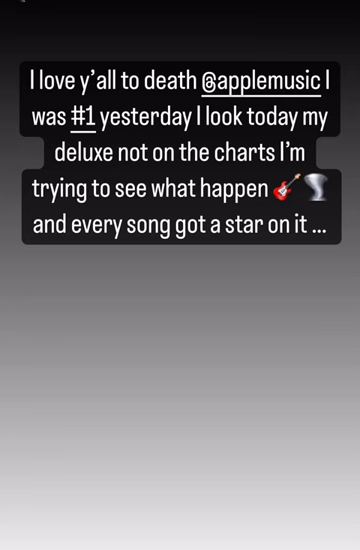 I love y’all to death @applemusic I
was #1 yesterday I look today my
deluxe not on the charts I’m
trying to see what happen 🎸🌪️
and every song got a star on it ...